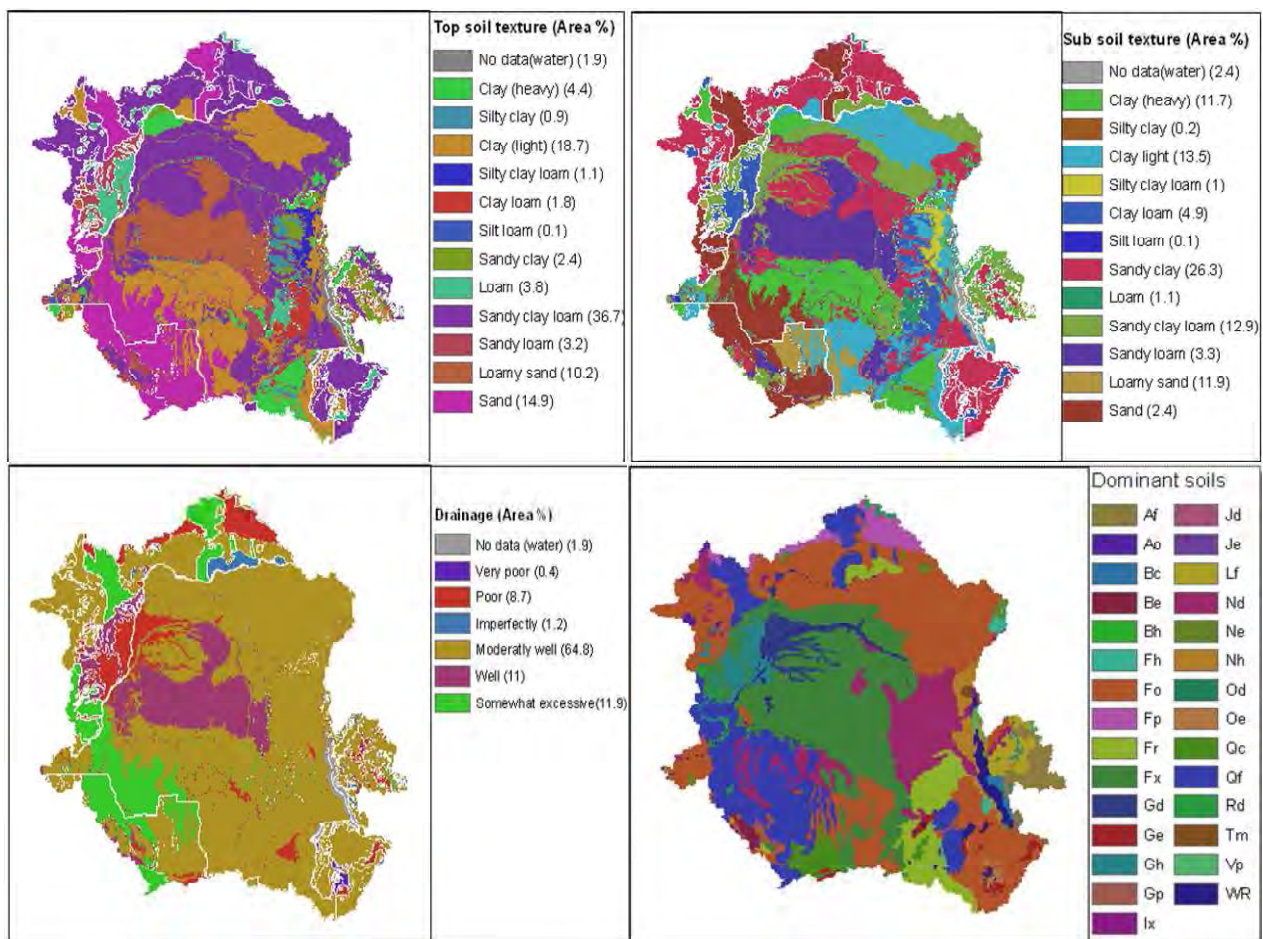 Top soil texture (Area %)
No data(water) (1.9)
Clay (heavy) (4.4)
Silty clay (0.9)
Clay (light) (18.7)
Silty clay loam (1.1)
Clay loam (1.8)
Silt loam (0.1)
Sandy clay (2.4)
Loam (3.8)
Sandy clay loam (36.7)
Sandy loam (3.2)
Loamy sand (10.2)
Sand (14.9)
Sub soil texture (Area %)
No data(water) (2.4)
Clay (heavy) (11.7)
Silty clay (0.2)
Clay light (13.5)
Silty clay loam (1)
Clay loam (4.9)
Silt loam (0.1)
Sandy clay (26.3)
Loam (1.1)
Sandy clay loam (12.9)
Sandy loam (3.3)
Loamy sand (11.9)
Sand (2.4)
Drainage (Area %)
No data (water) (1.9)
Very poor (0.4)
Poor (8.7)
Imperfectly (1.2)
Moderatly well (64.8)
Well (11)
Somewhat excessive(11.9)
Dominant soils
Af Jd
Ao Je
Bc Lf
Be Nd
Bh Ne
Fh Nh
Fo Od
Fp Oe
Fr Qc
Fx Qf
Gd Rd
Ge Tm
Gh Vp
Gp WR
Ix